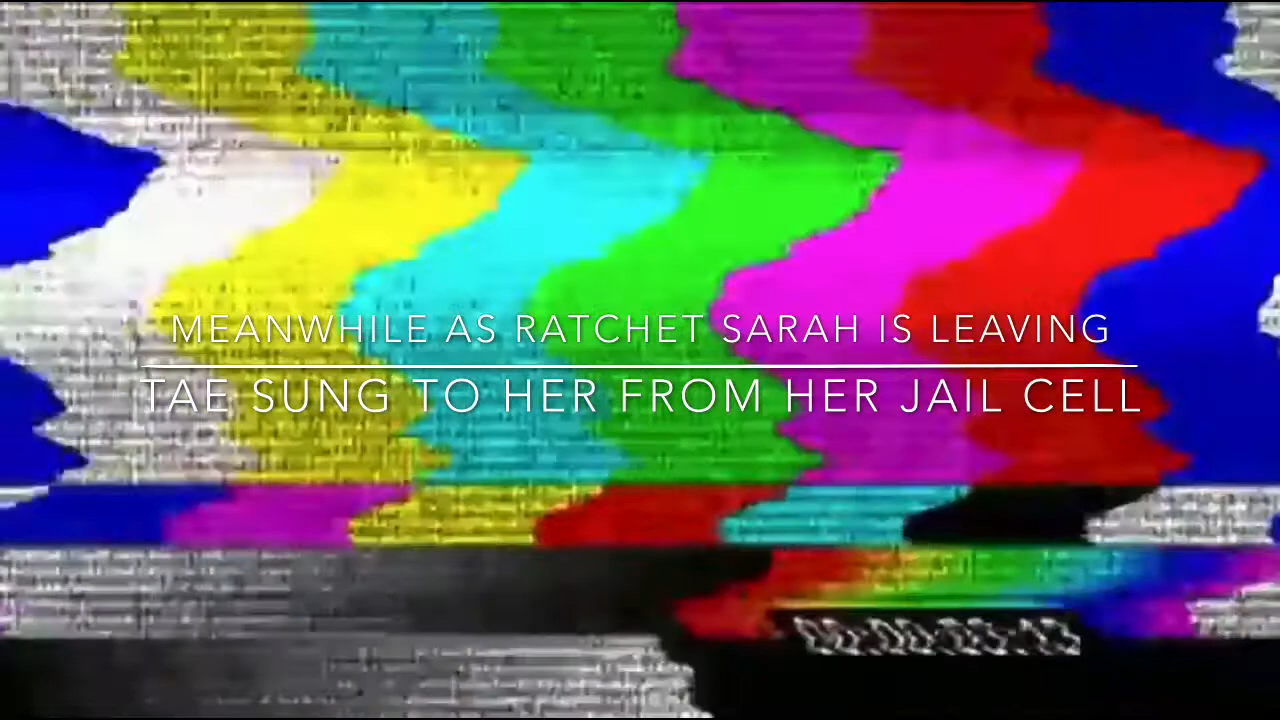 MEANWHILE AS RATCHET SARAH IS LEAVING
TAE SUNG TO HER FROM HER JAIL CELL